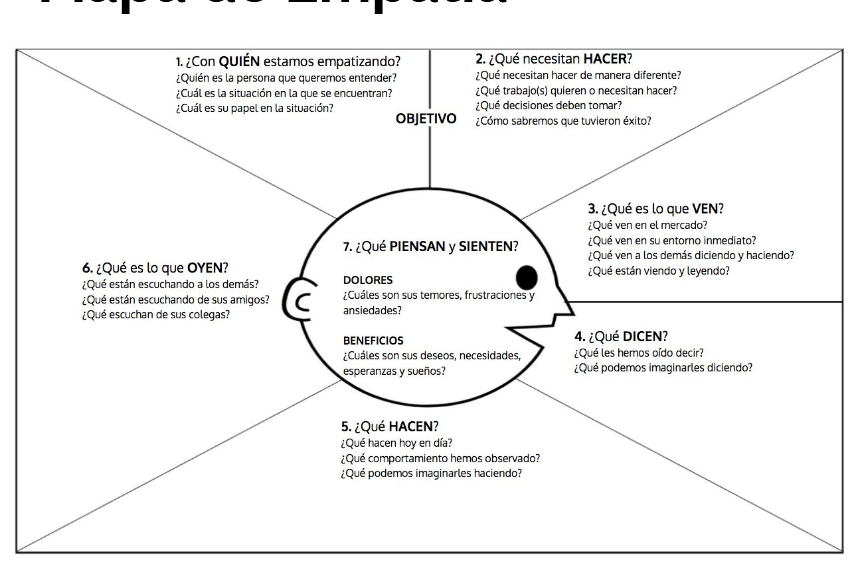 Mapa de Empatía
1. ¿Con QUIÉN estamos empatizando?
¿Quién es la persona que queremos entender?
¿Cuál es la situación en la que se encuentran?
¿Cuál es su papel en la situación?
OBJETIVO
2. ¿Qué necesitan HACER?
¿Qué necesitan hacer de manera diferente?
¿Qué trabajo(s) quieren o necesitan hacer?
¿Qué decisiones deben tomar?
¿Cómo sabremos que tuvieron éxito?
3. ¿Qué es lo que VEN?
¿Qué ven en el mercado?
¿Qué ven en su entorno inmediato?
¿Qué ven a los demás diciendo y haciendo?
¿Qué están viendo y leyendo?
4. ¿Qué DICEN?
¿Qué les hemos oído decir?
¿Qué podemos imaginarles diciendo?
5. ¿Qué HACEN?
¿Qué hacen hoy en día?
¿Qué comportamiento hemos observado?
¿Qué podemos imaginarles haciendo?
6. ¿Qué es lo que OYEN?
¿Qué están escuchando a los demás?
¿Qué están escuchando de sus amigos?
¿Qué escuchan de sus colegas?
7. ¿Qué PIENSAN y SIENTEN?
DOLORES
¿Cuáles son sus temores, frustraciones y
ansiedades?
BENEFICIOS
¿Cuáles son sus deseos, necesidades,
esperanzas y sueños?